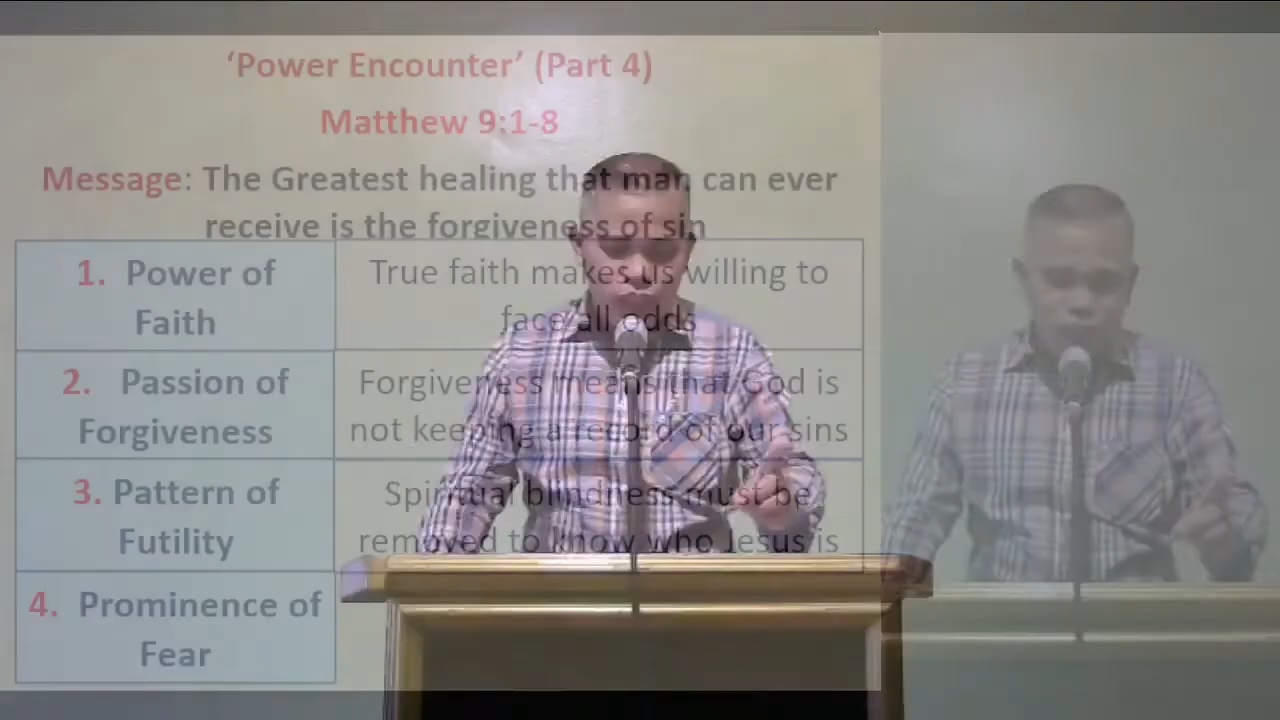 ‘Power Encounter’ (Part 4)
Matthew 9:1-8
Message: The Greatest healing that man can ever
receive is the forgiveness of sin
1. Power of
Faith
True faith makes us willing to
face all odds
2. Passion of
Forgiveness
Forgiveness means that God is
not keeping a record of our sins
3. Pattern of
Futility
Spiritual blindness must be
removed to know who Jesus is
4. Prominence of
Fear